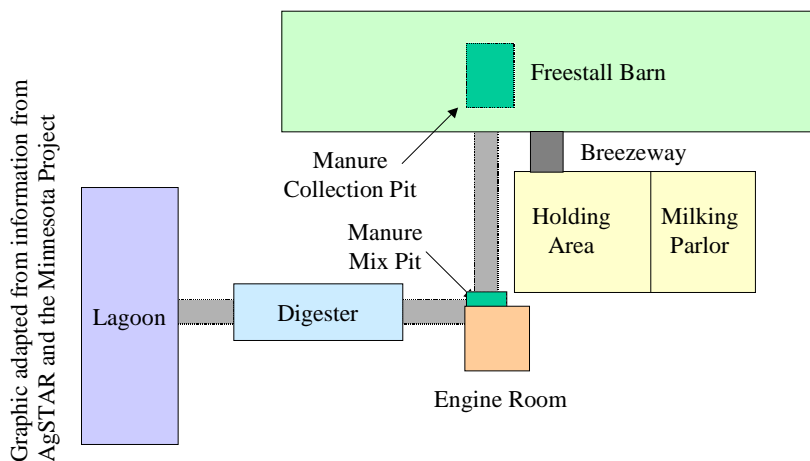 Graphic adapted from information from
AgSTAR and the Minnesota Project
Freestall Barn
Manure
Collection Pit
Breezeway
Manure
Mix Pit
Holding
Area
Milking
Parlor
Lagoon
Digester
Engine Room